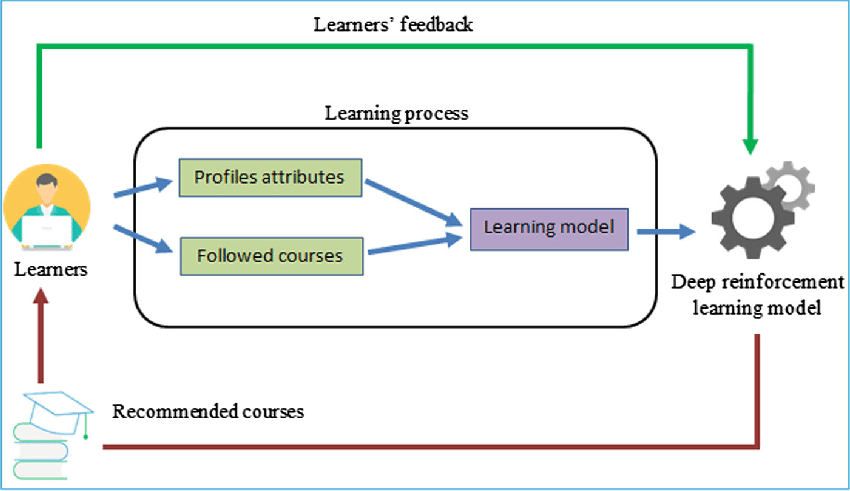 Learners’ feedback
Learning process
Profiles attributes
Learning model
Followed courses
Learners
Deep reinforcement
learning model
Recommended courses